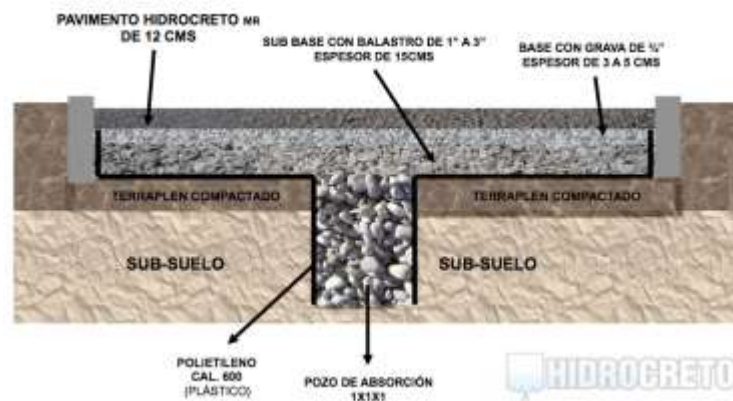 PAVIMENTO HIDROCRETO MR
DE 12 CMS
SUB BASE CON BALASTRO DE 1" A 3"
ESPESOR DE 15CMS
BASE CON GRAVA DE ¾"
ESPESOR DE 3 A 5 CMS
TERRAPLEN COMPACTADO
TERRAPLEN COMPACTADO
SUB-SUELO
SUB-SUELO
POLIETILENO
CAL. 600
(PLÁSTICO)
POZO DE ABSORCIÓN
1X1X1
HIDROCRETO